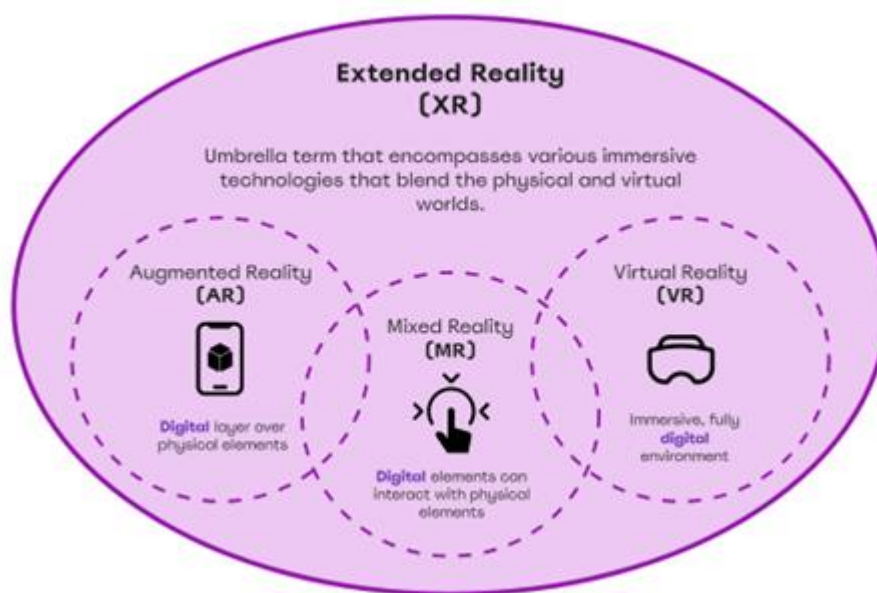 Extended Reality
(XR)
Umbrella term that encompasses various immersive
technologies that blend the physical and virtual
worlds.
Augmented Reality
(AR)
Digital layer over
physical elements
Mixed Reality
(MR)
Digital elements can
interact with physical
elements
Virtual Reality
(VR)
Immersive, fully
digital
environment